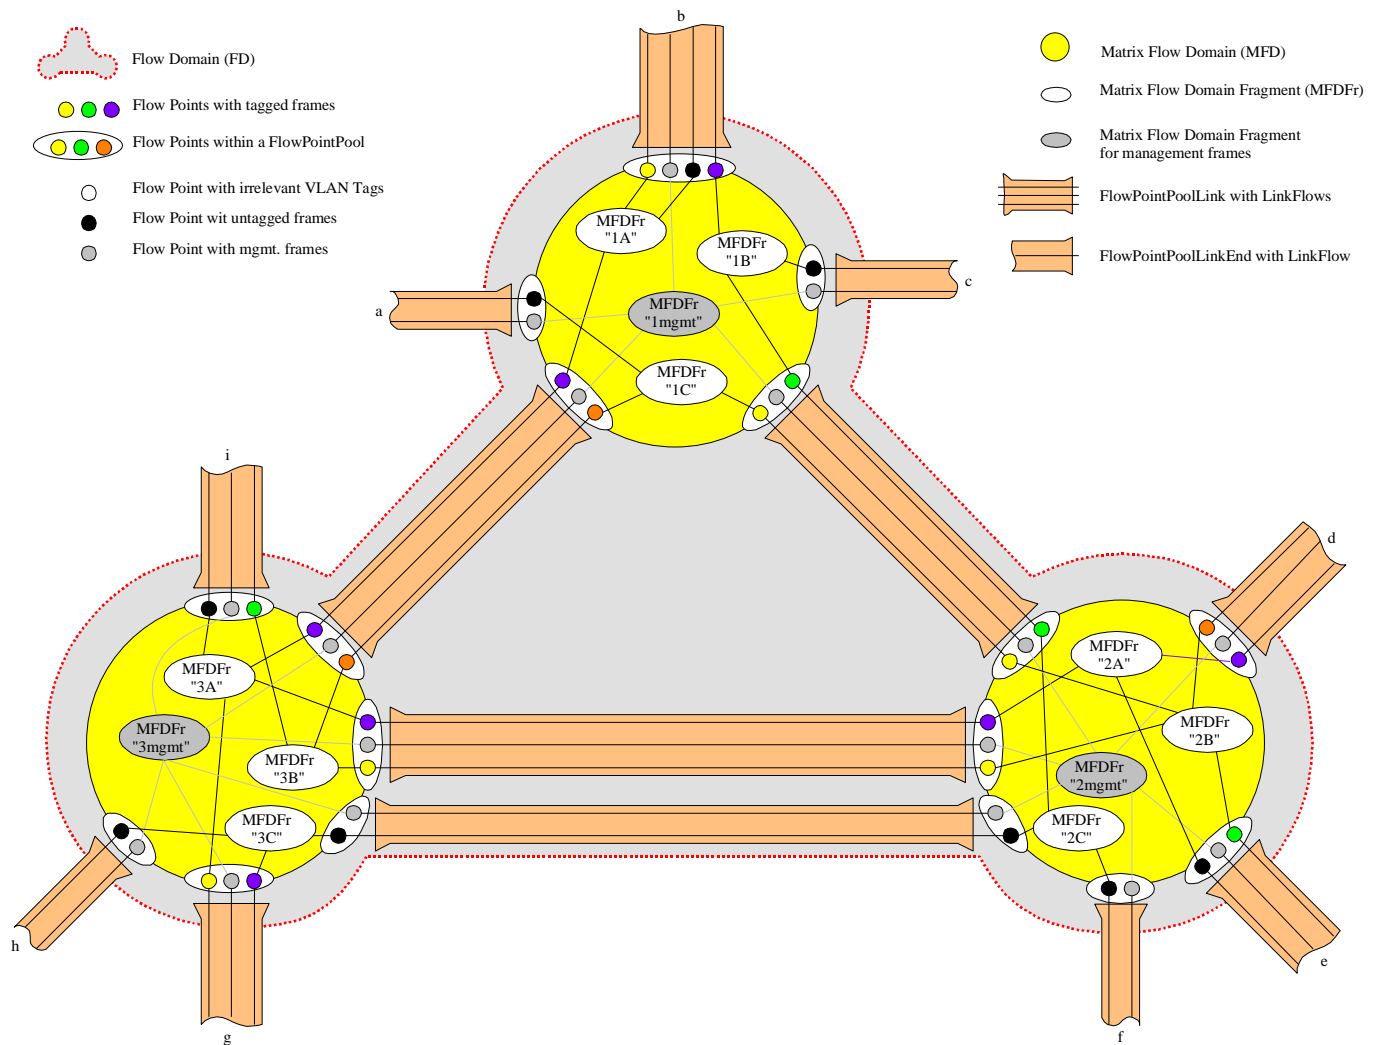 b
Flow Domain (FD)
Flow Points with tagged frames
Flow Points within a FlowPointPool
Flow Point with irrelevant VLAN Tags
Flow Point wit untagged frames
Flow Point with mgmt. frames
Matrix Flow Domain (MFD)
Matrix Flow Domain Fragment (MFDFr)
Matrix Flow Domain Fragment
for management frames
FlowPointPoolLink with LinkFlows
FlowPointPoolLinkEnd with LinkFlow
MFDFr
"1A"
MFDFr
"1B"
c
a
MFDFr
"1mgmt"
MFDFr
"1C"
i
d
MFDFr
"3A"
MFDFr
"2A"
MFDFr
"3mgmt"
MFDFr
"2B"
MFDFr
"3B"
MFDFr
"2mgmt"
MFDFr
"3C"
MFDFr
"2C"
h
e
g
f